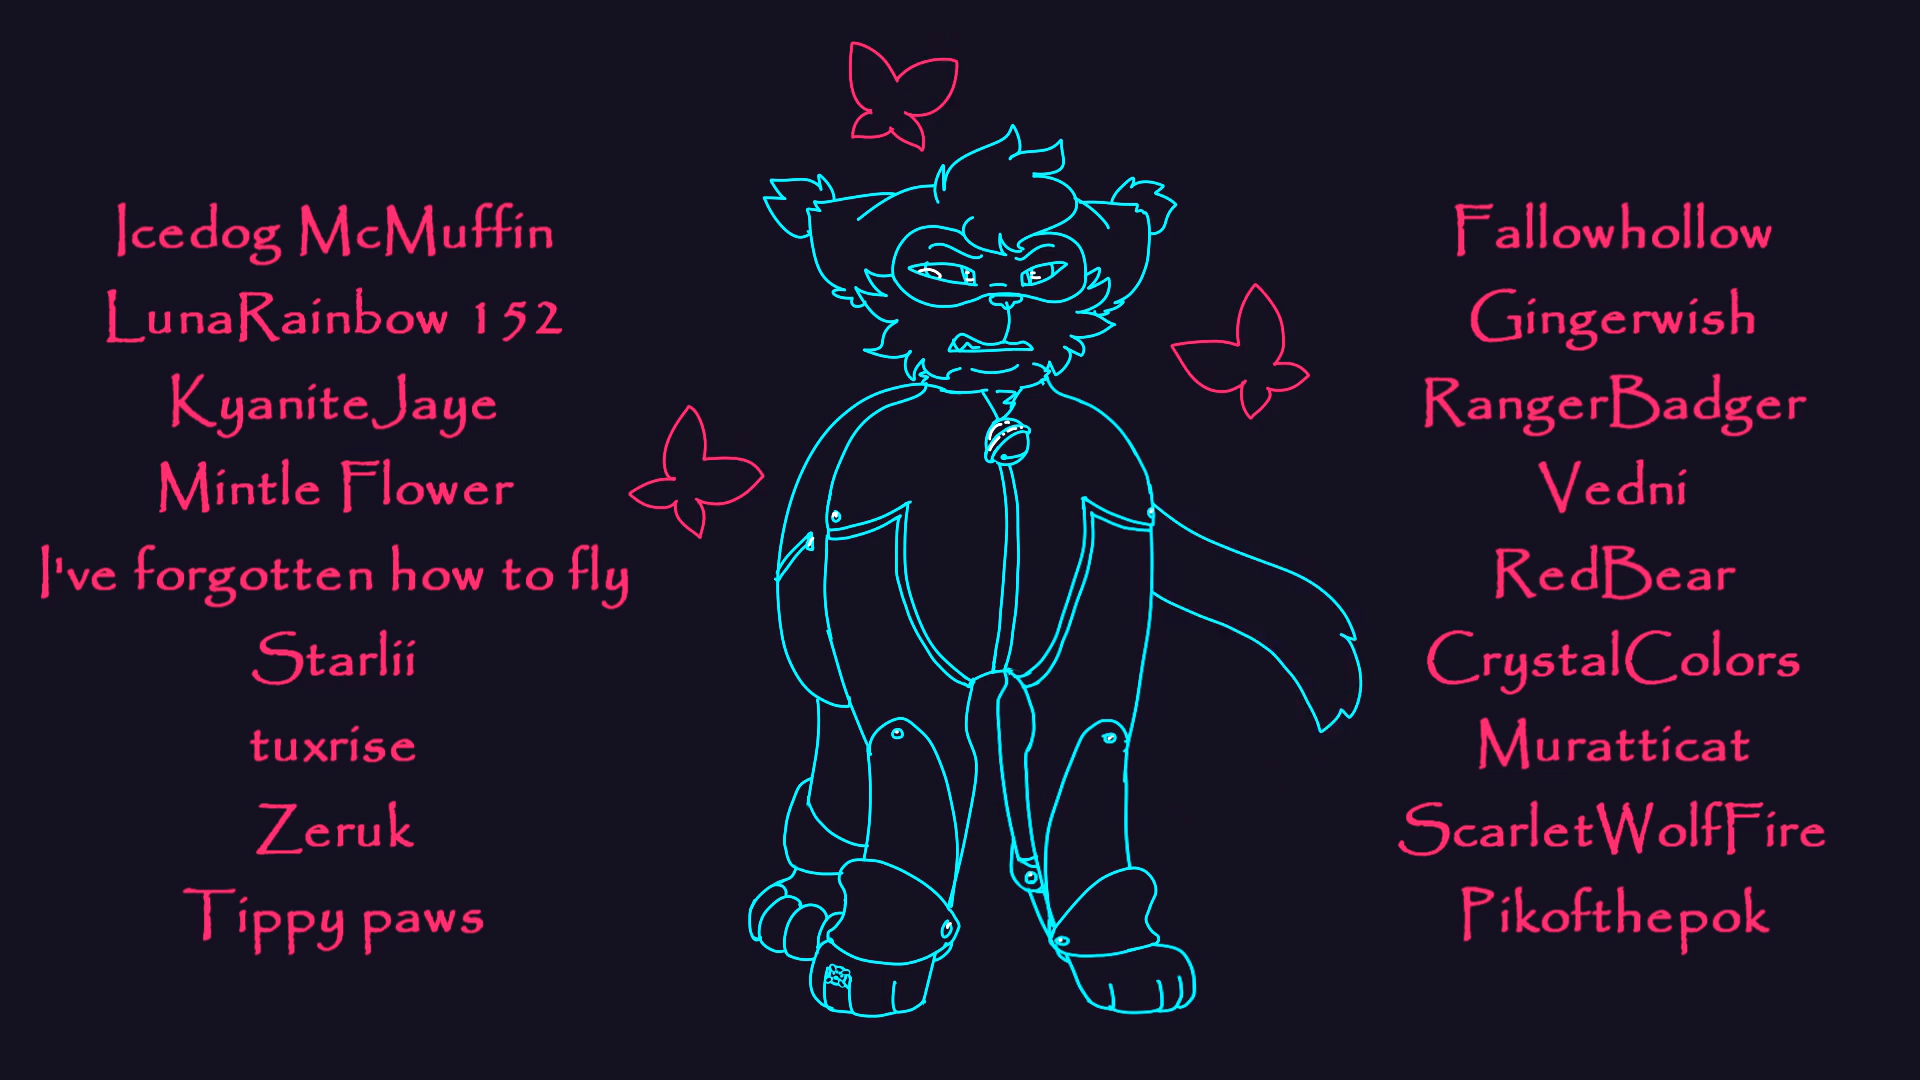 Icedog McMuffin
LunaRainbow 152
KyaniteJaye
Mintle Flower
I've forgotten how to fly
Starlii
tuxrise
Zeruk
Tippy paws
Fallowhollow
Gingerwish
RangerBadger
Vedni
RedBear
CrystalColors
Muratticat
ScarletWolfFire
Pikofthepok